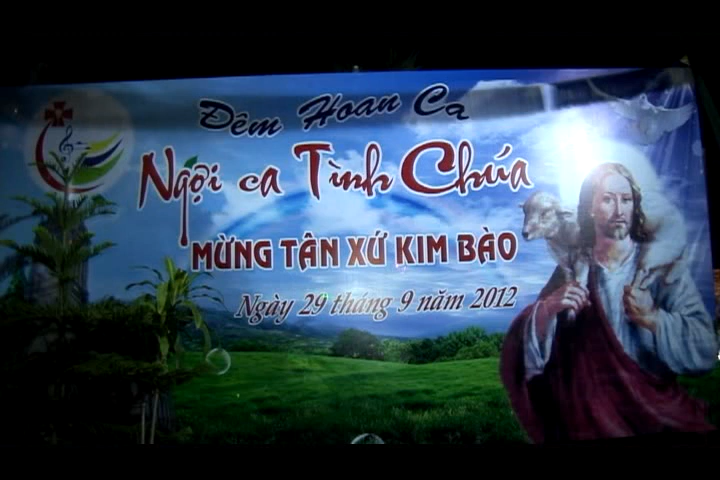 Đêm Hoan Ca
Ngợi ca Tình Chúa
MỪNG TÂN XỨ KIM BÀO
Ngày 29 tháng 9 năm 2012